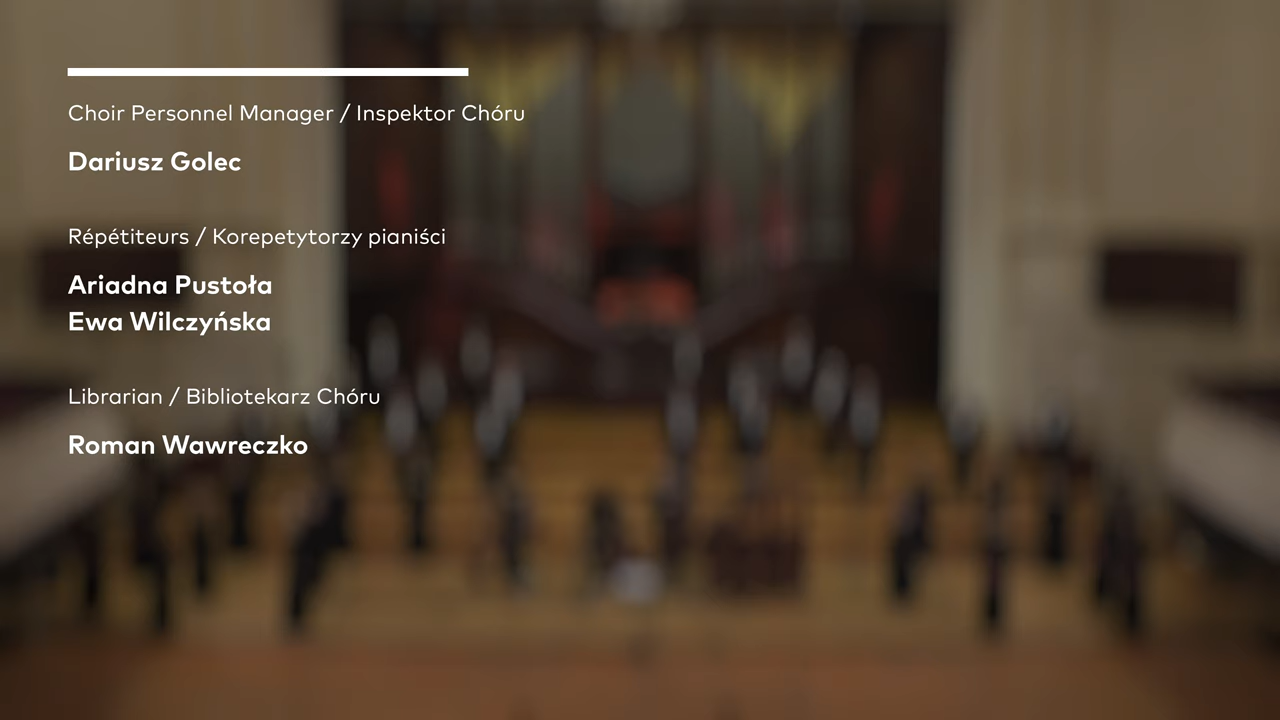 Choir Personnel Manager / Inspektor Chóru
Dariusz Golec
Répétiteurs / Korepetytorzy pianiści
Ariadna Pustoła
Ewa Wilczyńska
Librarian / Bibliotekarz Chóru
Roman Wawreczko